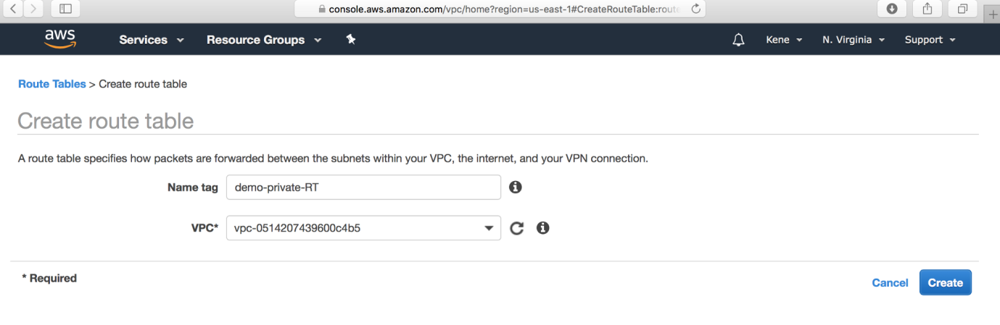 console.aws.amazon.com/vpc/home?region=us-east-1#CreateRouteTable:route
aws Services Resource Groups Kene N. Virginia Support
Route Tables > Create route table
Create route table
A route table specifies how packets are forwarded between the subnets within your VPC, the internet, and your VPN connection.
Name tag demo-private-RT
VPC* vpc-0514207439600c4b5
* Required
Cancel Create